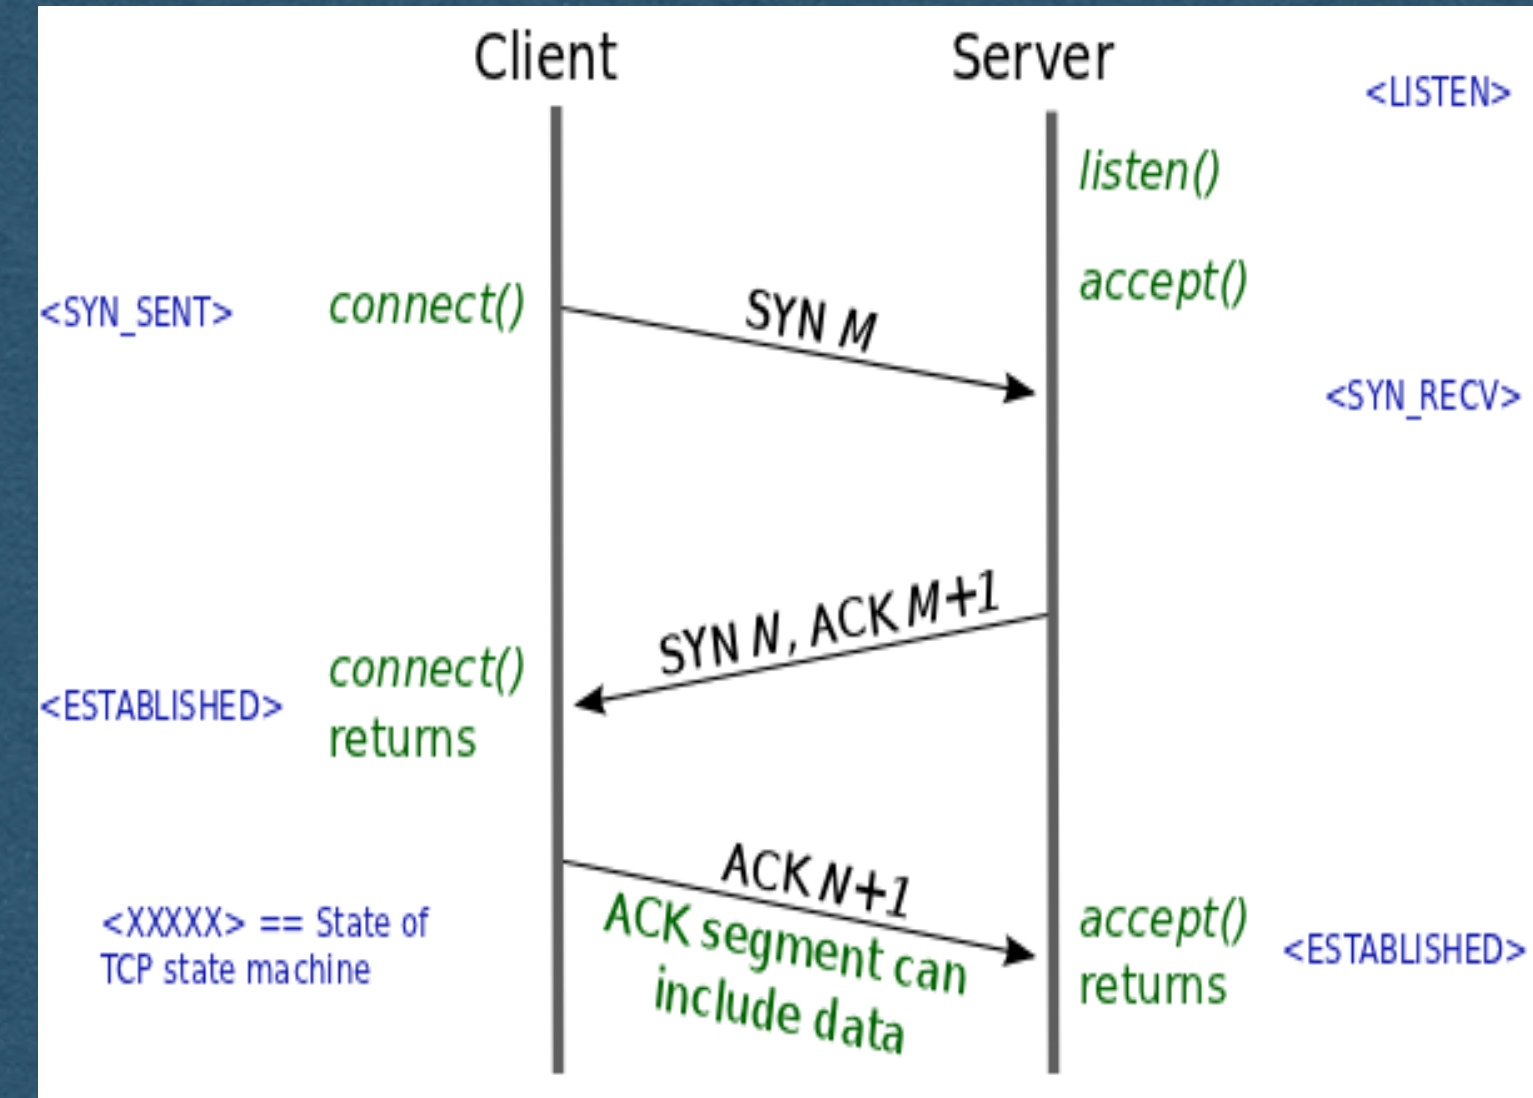 Client
Server
<LISTEN>
listen()
accept()
<SYN_SENT>
connect()
SYN M
<SYN_RECV>
SYN N, ACK M+1
connect()
returns
<ESTABLISHED>
ACK N+1
ACK segment can
include data
accept()
returns
<ESTABLISHED>
<XXXXX> == State of
TCP state machine